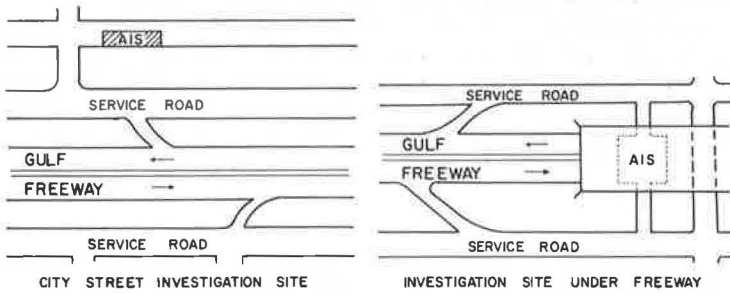 AIS
SERVICE ROAD
GULF
FREEWAY
SERVICE ROAD
CITY STREET INVESTIGATION SITE
SERVICE ROAD
GULF
AIS
FREEWAY
SERVICE ROAD
INVESTIGATION SITE UNDER FREEWAY